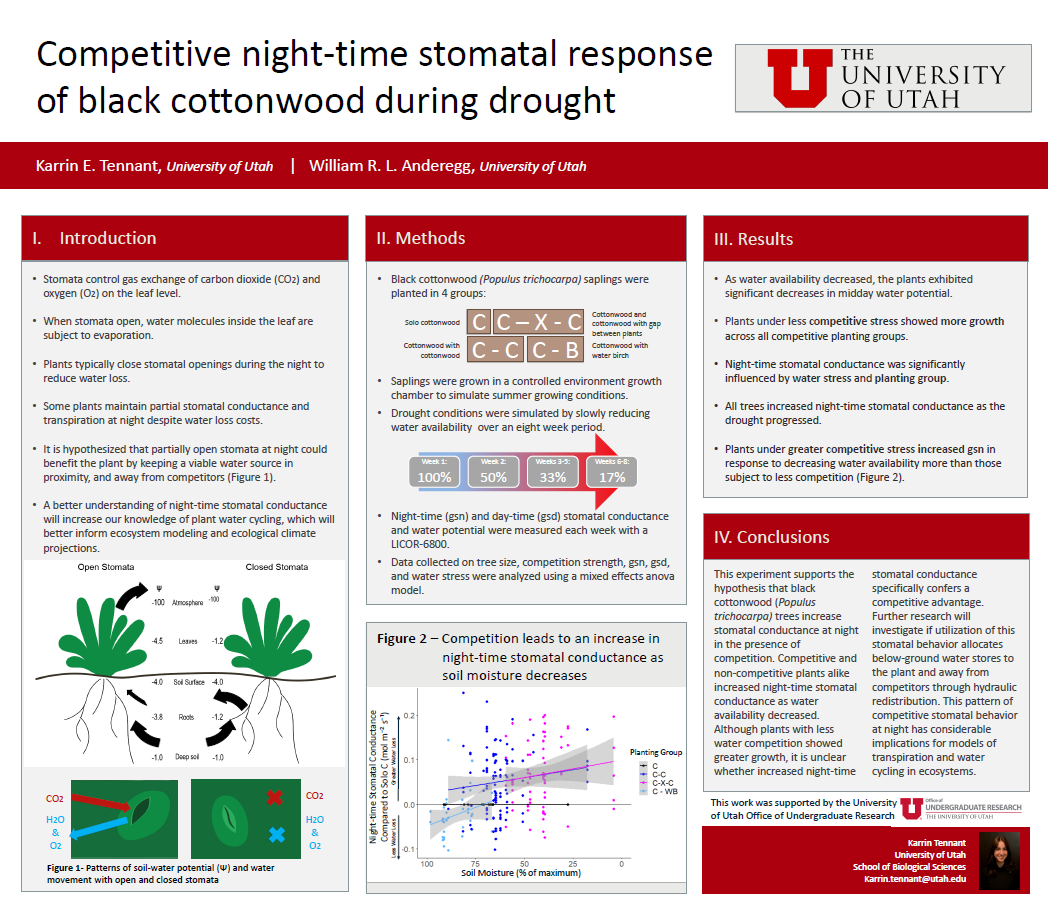 Competitive night-time stomatal response
of black cottonwood during drought
THE
UNIVERSITY
OF UTAH
Karrin E. Tennant, University of Utah | William R. L. Anderegg, University of Utah
I. Introduction
• Stomata control gas exchange of carbon dioxide (CO2) and
oxygen (O2) on the leaf level.
• When stomata open, water molecules inside the leaf are
subject to evaporation.
• Plants typically close stomatal openings during the night to
reduce water loss.
• Some plants maintain partial stomatal conductance and
transpiration at night despite water loss costs.
• It is hypothesized that partially open stomata at night could
benefit the plant by keeping a viable water source in
proximity, and away from competitors (Figure 1).
• A better understanding of night-time stomatal conductance
will increase our knowledge of plant water cycling, which will
better inform ecosystem modeling and ecological climate
projections.
Open Stomata Closed Stomata
Ψ Ψ
-100 Atmosphere -100
-4.5 Leaves -1.2
-4.0 Soil Surface -4.0
-3.8 Roots -1.2
-1.0 Deep soil -1.0
CO2
H2O
&
O2
CO2
H2O
&
O2
Figure 1- Patterns of soil-water potential (Ψ) and water
movement with open and closed stomata
II. Methods
• Black cottonwood (Populus trichocarpa) saplings were
planted in 4 groups:
Solo cottonwood
C
C – X - C
Cottonwood and
cottonwood with gap
between plants
Cottonwood with
cottonwood
C - C
C - B
Cottonwood with
water birch
• Saplings were grown in a controlled environment growth
chamber to simulate summer growing conditions.
• Drought conditions were simulated by slowly reducing
water availability over an eight week period.
Week 1: Week 2: Weeks 3-5: Weeks 6-8:
100% 50% 33% 17%
• Night-time (gsn) and day-time (gsd) stomatal conductance
and water potential were measured each week with a
LICOR-6800.
• Data collected on tree size, competition strength, gsn, gsd,
and water stress were analyzed using a mixed effects anova
model.
Figure 2 – Competition leads to an increase in
night-time stomatal conductance as
soil moisture decreases
Night-time Stomatal Conductance
Compared to Solo C (mol m⁻² s⁻¹)
Less Water Loss
Greater Water Loss
0.2
0.1
0.0
-0.1
100 75 50 25 0
Soil Moisture (% of maximum)
Planting Group
C
C-C
C-X-C
C - WB
III. Results
• As water availability decreased, the plants exhibited
significant decreases in midday water potential.
• Plants under less competitive stress showed more growth
across all competitive planting groups.
• Night-time stomatal conductance was significantly
influenced by water stress and planting group.
• All trees increased night-time stomatal conductance as the
drought progressed.
• Plants under greater competitive stress increased gsn in
response to decreasing water availability more than those
subject to less competition (Figure 2).
IV. Conclusions
This experiment supports the
hypothesis that black
cottonwood (Populus
trichocarpa) trees increase
stomatal conductance at night
in the presence of
competition. Competitive and
non-competitive plants alike
increased night-time stomatal
conductance as water
availability decreased.
Although plants with less
water competition showed
greater growth, it is unclear
whether increased night-time
stomatal conductance
specifically confers a
competitive advantage.
Further research will
investigate if utilization of this
stomatal behavior allocates
below-ground water stores to
the plant and away from
competitors through hydraulic
redistribution. This pattern of
competitive stomatal behavior
at night has considerable
implications for models of
transpiration and water
cycling in ecosystems.
This work was supported by the University
of Utah Office of Undergraduate Research
Office of
UNDERGRADUATE RESEARCH
THE UNIVERSITY OF UTAH
Karrin Tennant
University of Utah
School of Biological Sciences
Karrin.tennant@utah.edu